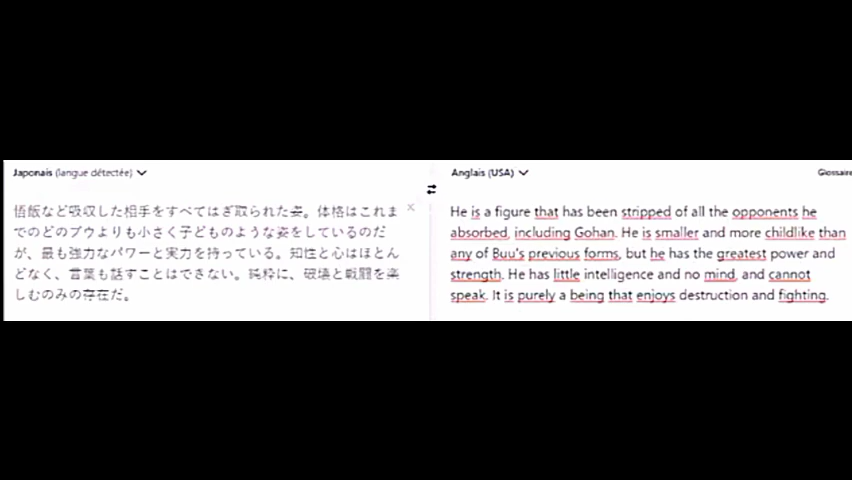 Japonais (langue détectée)
Anglais (USA)
Glossaire
悟飯など吸収した相手をすべてはぎ取られた姿。体格はこれま
でのどのブウよりも小さく子どものような姿をしているのだ
が、最も強力なパワーと実力を持っている。知性と心はほとん
どなく、言葉も話すことはできない。純粋に、破壊と戦闘を楽
しむのみの存在だ。
He is a figure that has been stripped of all the opponents he
absorbed, including Gohan. He is smaller and more childlike than
any of Buu's previous forms, but he has the greatest power and
strength. He has little intelligence and no mind, and cannot
speak. It is purely a being that enjoys destruction and fighting.